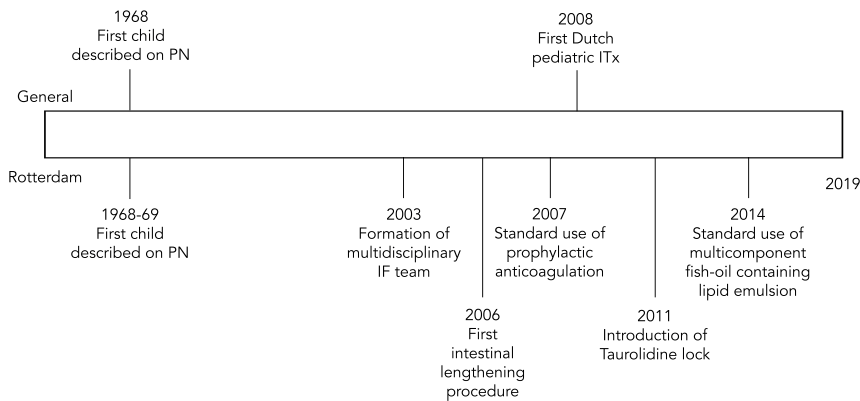 1968
First child
described on PN
2008
First Dutch
pediatric ITx
General
Rotterdam
2019
1968-69
First child
described on PN
2003
Formation of
multidisciplinary
IF team
2006
First
intestinal
lengthening
procedure
2007
Standard use of
prophylactic
anticoagulation
2011
Introduction of
Taurolidine lock
2014
Standard use of
multicomponent
fish-oil containing
lipid emulsion